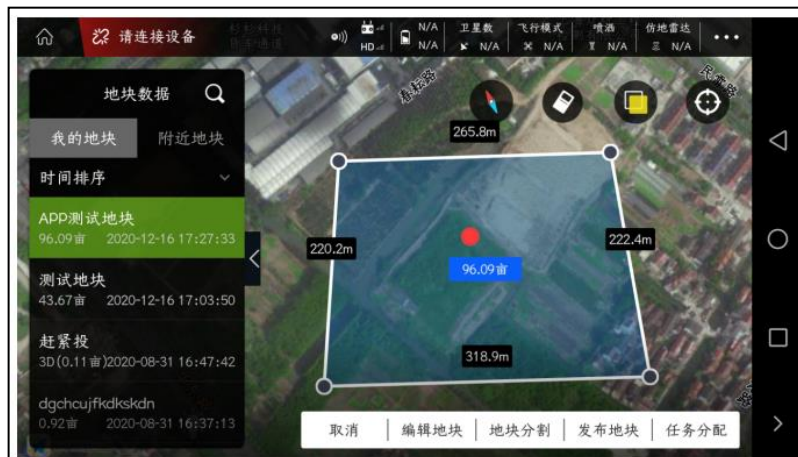 请连接设备
HD
N/A
N/A
卫星数
N/A
飞行模式
N/A
喷洒
N/A
仿地雷达
N/A
地块数据
我的地块
附近地块
时间排序
APP测试地块
96.09亩 2020-12-16 17:27:33
测试地块
43.67亩 2020-12-16 17:03:50
赶紧投
3D(0.11亩)2020-08-31 16:47:42
dgchcujfkdkskdn
0.92亩 2020-08-31 16:37:13
春耘路
265.8m
220.2m
222.4m
96.09亩
318.9m
取消
编辑地块
地块分割
发布地块
任务分配